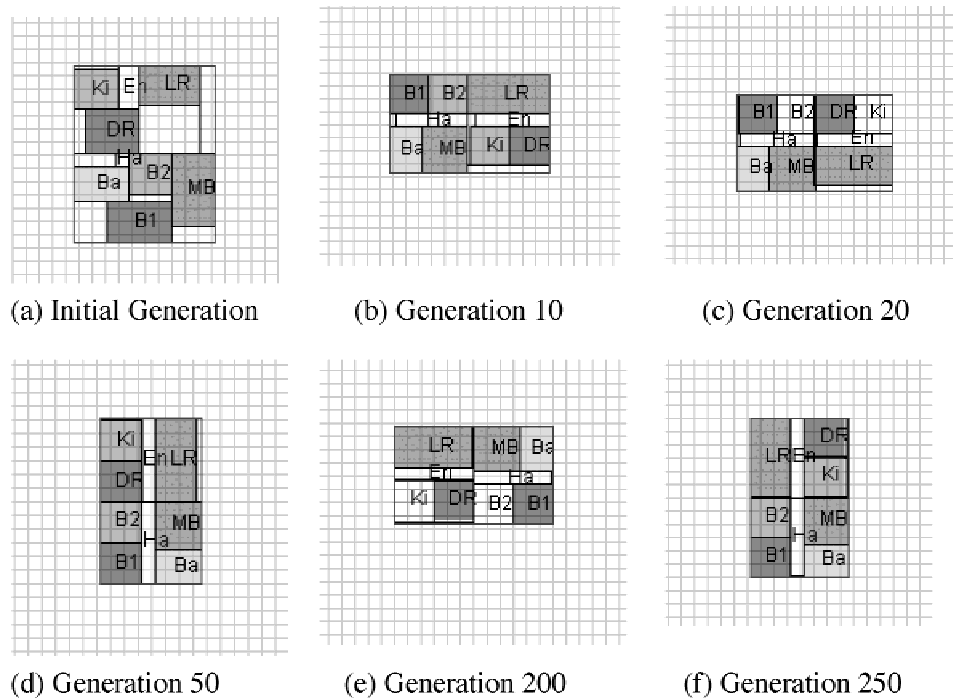 Ki En LR
DR
Ha
Ba B2 MB
B1
B1 B2 LR
Ha En
Ba MB Ki DR
B1 B2 DR Ki
Ha En
Ba MB LR
(a) Initial Generation (b) Generation 10 (c) Generation 20
Ki
En LR
DR
B2 MB
Ha
B1 Ba
LR MB Ba
En Ha
Ki DR B2 B1
DR
LR En
Ki
B2 MB
Ha
B1 Ba
(d) Generation 50 (e) Generation 200 (f) Generation 250